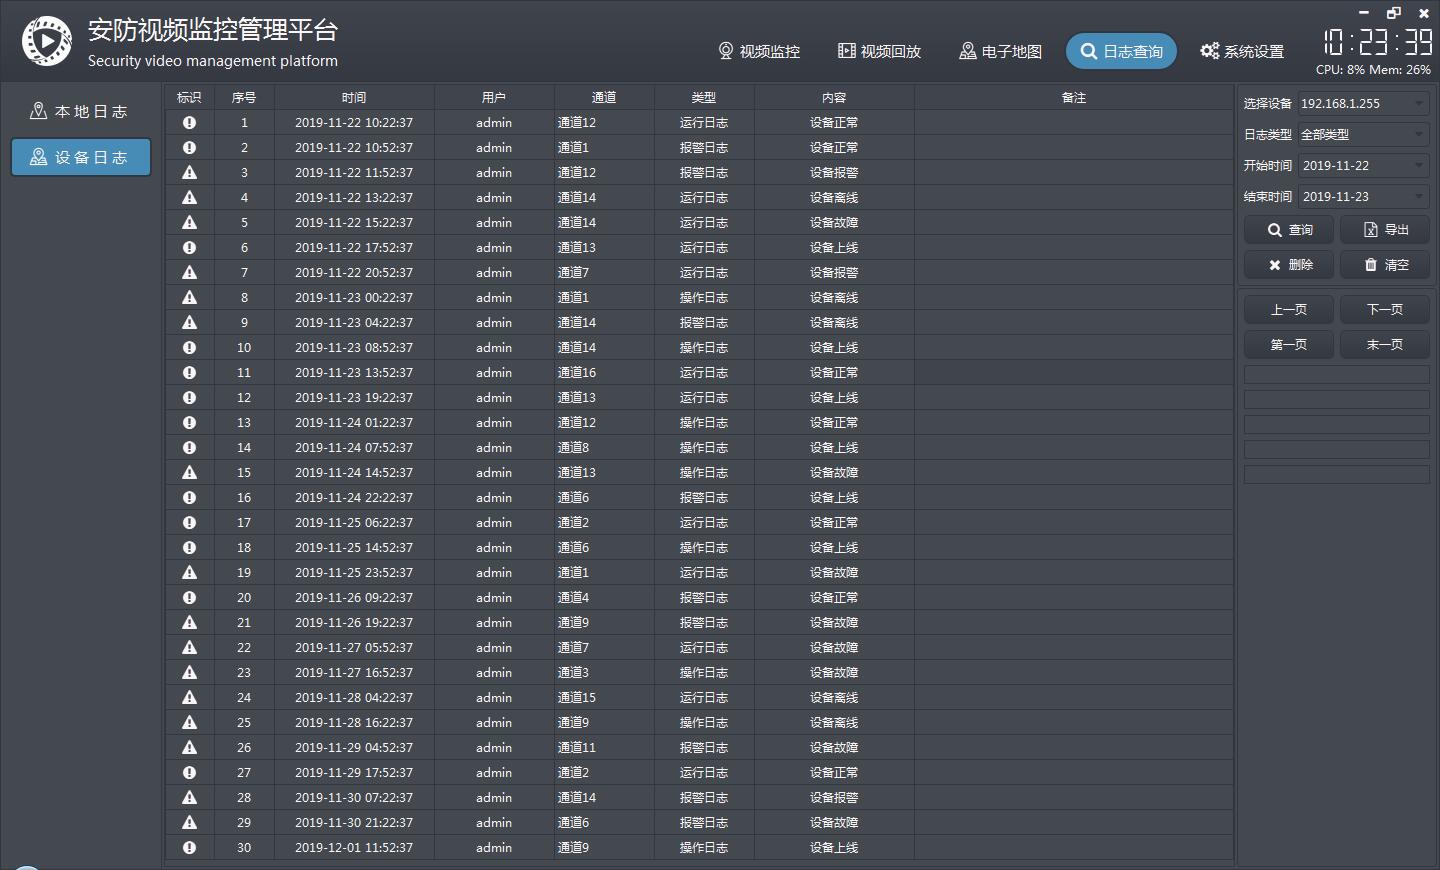 安防视频监控管理平台
Security video management platform
视频监控 视频回放 电子地图 日志查询 系统设置
10:23:39
CPU: 8% Mem: 26%
本地日志
设备日志
标识 序号 时间 用户 通道 类型 内容 备注
1 2019-11-22 10:22:37 admin 通道12 运行日志 设备正常
2 2019-11-22 10:52:37 admin 通道1 报警日志 设备正常
3 2019-11-22 11:52:37 admin 通道12 报警日志 设备报警
4 2019-11-22 13:22:37 admin 通道14 运行日志 设备离线
5 2019-11-22 15:22:37 admin 通道14 运行日志 设备故障
6 2019-11-22 17:52:37 admin 通道13 运行日志 设备上线
7 2019-11-22 20:52:37 admin 通道7 运行日志 设备报警
8 2019-11-23 00:22:37 admin 通道1 操作日志 设备离线
9 2019-11-23 04:22:37 admin 通道14 报警日志 设备离线
10 2019-11-23 08:52:37 admin 通道14 操作日志 设备上线
11 2019-11-23 13:52:37 admin 通道16 运行日志 设备正常
12 2019-11-23 19:22:37 admin 通道13 运行日志 设备上线
13 2019-11-24 01:22:37 admin 通道12 操作日志 设备正常
14 2019-11-24 07:52:37 admin 通道8 操作日志 设备上线
15 2019-11-24 14:52:37 admin 通道13 操作日志 设备故障
16 2019-11-24 22:22:37 admin 通道6 报警日志 设备上线
17 2019-11-25 06:22:37 admin 通道2 运行日志 设备正常
18 2019-11-25 14:52:37 admin 通道6 操作日志 设备上线
19 2019-11-25 23:52:37 admin 通道1 运行日志 设备故障
20 2019-11-26 09:22:37 admin 通道4 报警日志 设备正常
21 2019-11-26 19:22:37 admin 通道9 报警日志 设备故障
22 2019-11-27 05:52:37 admin 通道7 运行日志 设备故障
23 2019-11-27 16:52:37 admin 通道3 操作日志 设备故障
24 2019-11-28 04:22:37 admin 通道15 运行日志 设备离线
25 2019-11-28 16:22:37 admin 通道9 操作日志 设备离线
26 2019-11-29 04:52:37 admin 通道11 报警日志 设备故障
27 2019-11-29 17:52:37 admin 通道2 运行日志 设备正常
28 2019-11-30 07:22:37 admin 通道14 报警日志 设备报警
29 2019-11-30 21:22:37 admin 通道6 报警日志 设备故障
30 2019-12-01 11:52:37 admin 通道9 操作日志 设备上线
选择设备 192.168.1.255
日志类型 全部类型
开始时间 2019-11-22
结束时间 2019-11-23
查询 导出
删除 清空
上一页 下一页
第一页 末一页